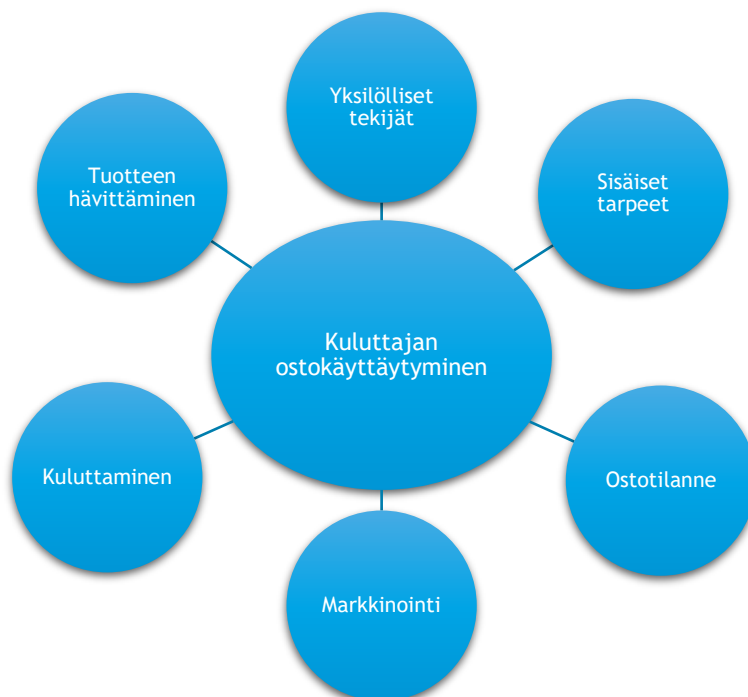 Yksilölliset
tekijät
Tuotteen
hävittäminen
Sisäiset
tarpeet
Kuluttajan
ostokäyttäytyminen
Kuluttaminen
Ostotilanne
Markkinointi